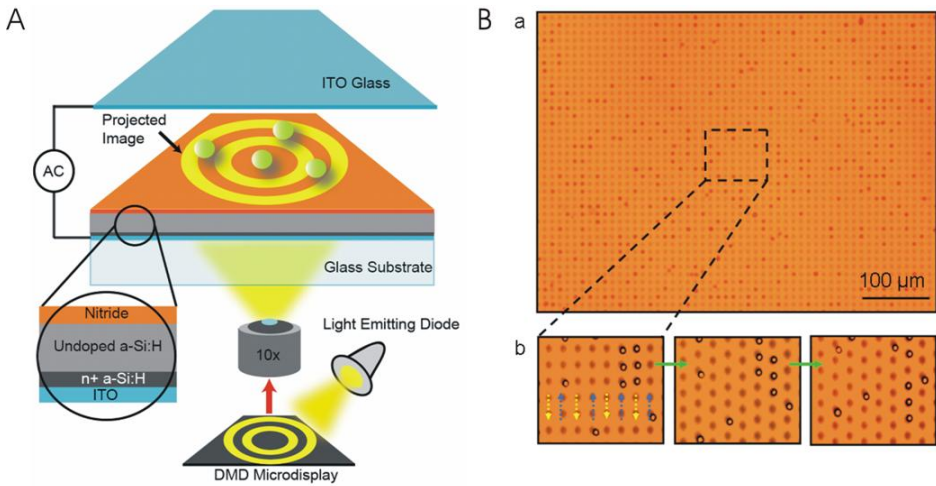 A
ITO Glass
Projected
Image
AC
Glass Substrate
Nitride
Undoped a-Si:H
n+ a-Si:H
ITO
10x
Light Emitting Diode
DMD Microdisplay
B
a
100 µm
b